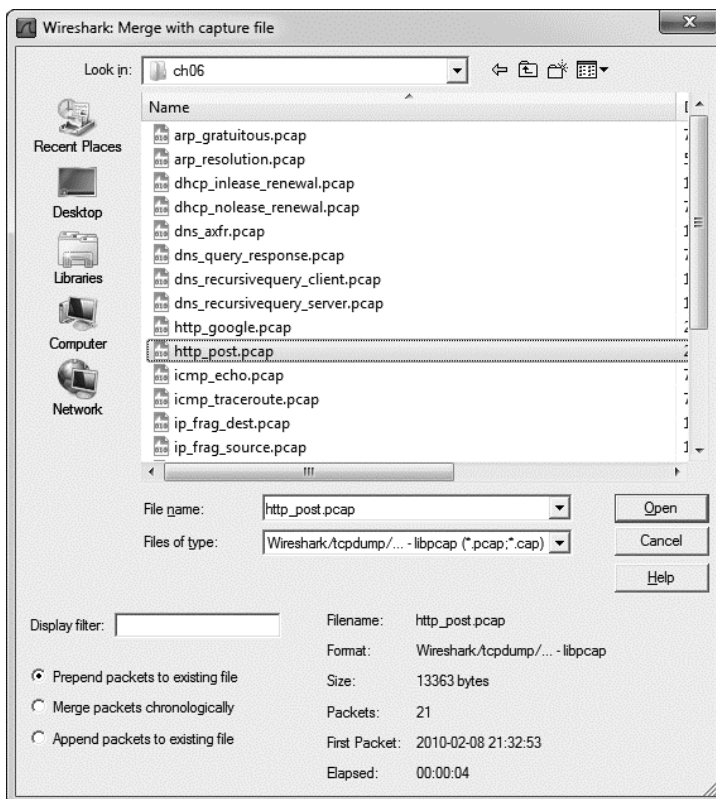 Wireshark: Merge with capture file
Look in: ch06
Name
Recent Places
Desktop
Libraries
Computer
Network
arp_gratuitous.pcap
arp_resolution.pcap
dhcp_inlease_renewal.pcap
dhcp_nolease_renewal.pcap
dns_axfr.pcap
dns_query_response.pcap
dns_recursivequery_client.pcap
dns_recursivequery_server.pcap
http_google.pcap
http_post.pcap
icmp_echo.pcap
icmp_traceroute.pcap
ip_frag_dest.pcap
ip_frag_source.pcap
File name: http_post.pcap Open
Files of type: Wireshark/tcpdump/... - libpcap (*.pcap;*.cap) Cancel
Help
Display filter:
Prepend packets to existing file
Merge packets chronologically
Append packets to existing file
Filename: http_post.pcap
Format: Wireshark/tcpdump/... - libpcap
Size: 13363 bytes
Packets: 21
First Packet: 2010-02-08 21:32:53
Elapsed: 00:00:04